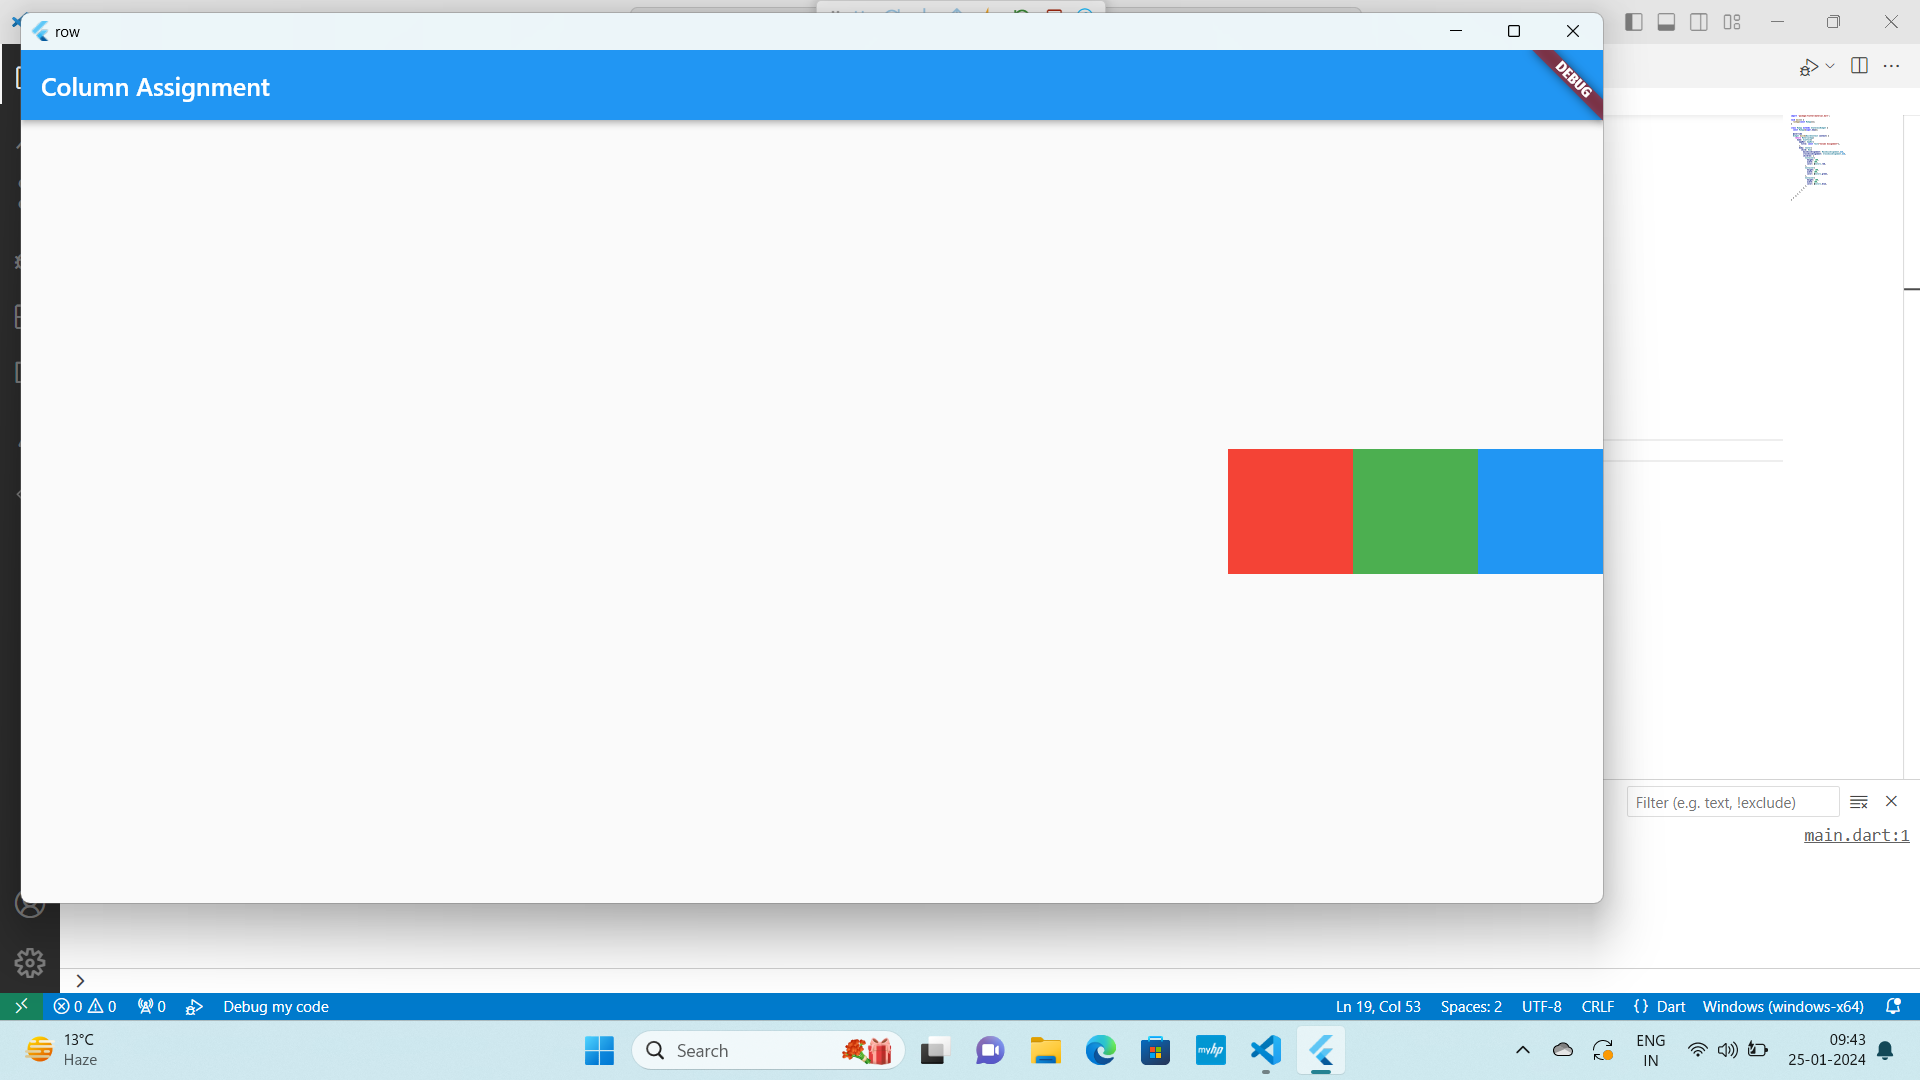 row
Column Assignment
DEBUG
Filter (e.g. text, !exclude)
main.dart:1
0 0 0 Debug my code
Ln 19, Col 53 Spaces: 2 UTF-8 CRLF {} Dart Windows (windows-x64)
13°C
Haze
Search
myhp
ENG
IN
09:43
25-01-2024